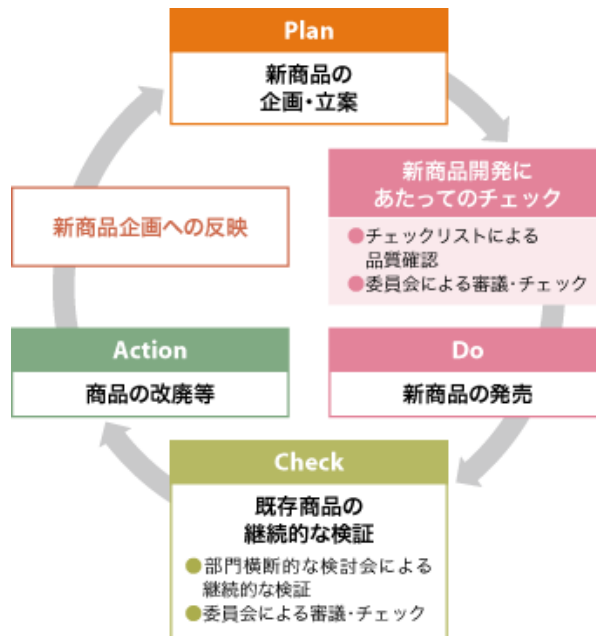 Plan
新商品の
企画・立案
新商品開発に
あたってのチェック
●チェックリストによる
品質確認
●委員会による審議・チェック
Do
新商品の発売
Check
既存商品の
継続的な検証
●部門横断的な検討会による
継続的な検証
●委員会による審議・チェック
Action
商品の改廃等
新商品企画への反映